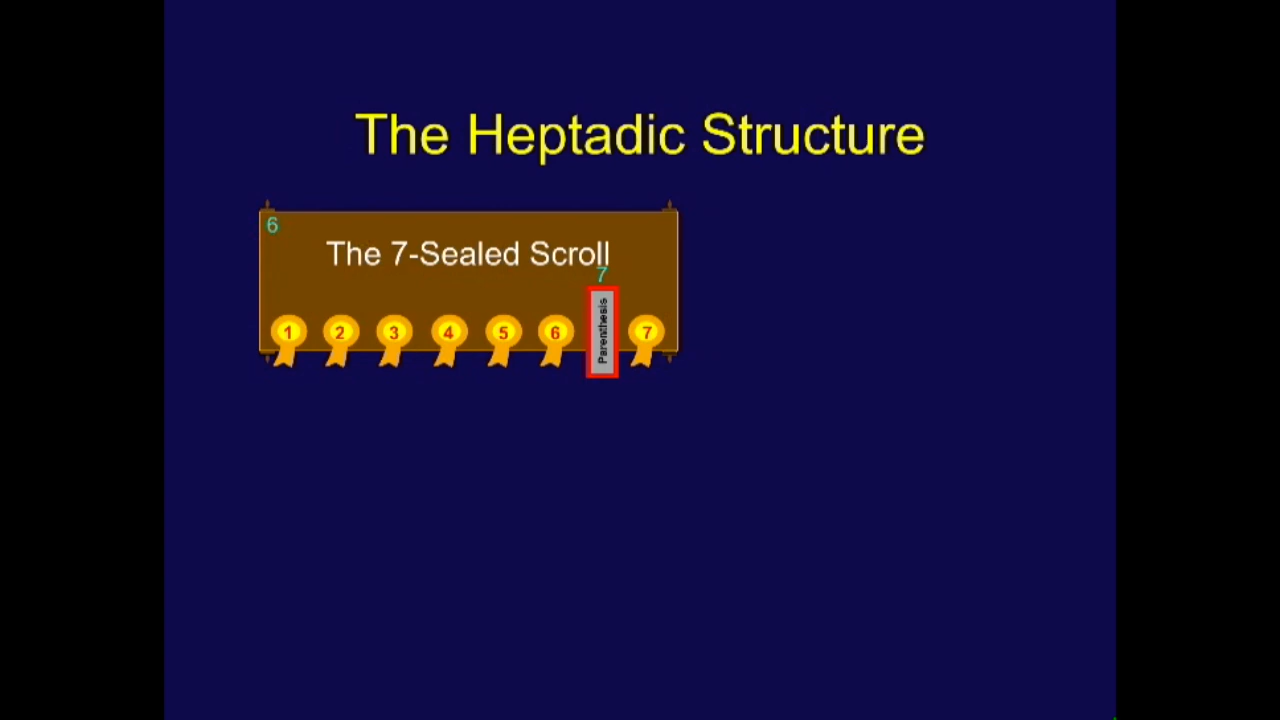 The Heptadic Structure
6
The 7-Sealed Scroll
7
1 2 3 4 5 6 Parenthesis 7